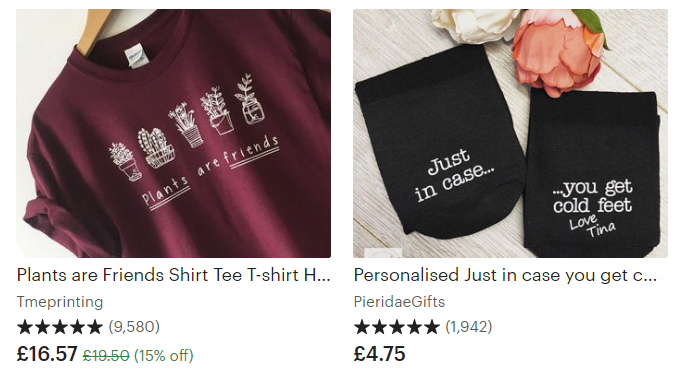 Plants are friends
Just
in case...
...you get
cold feet
Love
Tina
Plants are Friends Shirt Tee T-shirt H...
Personalised Just in case you get c...
Tmeprinting
PieridaeGifts
(9,580)
(1,942)
£16.57 £19.50 (15% off)
£4.75